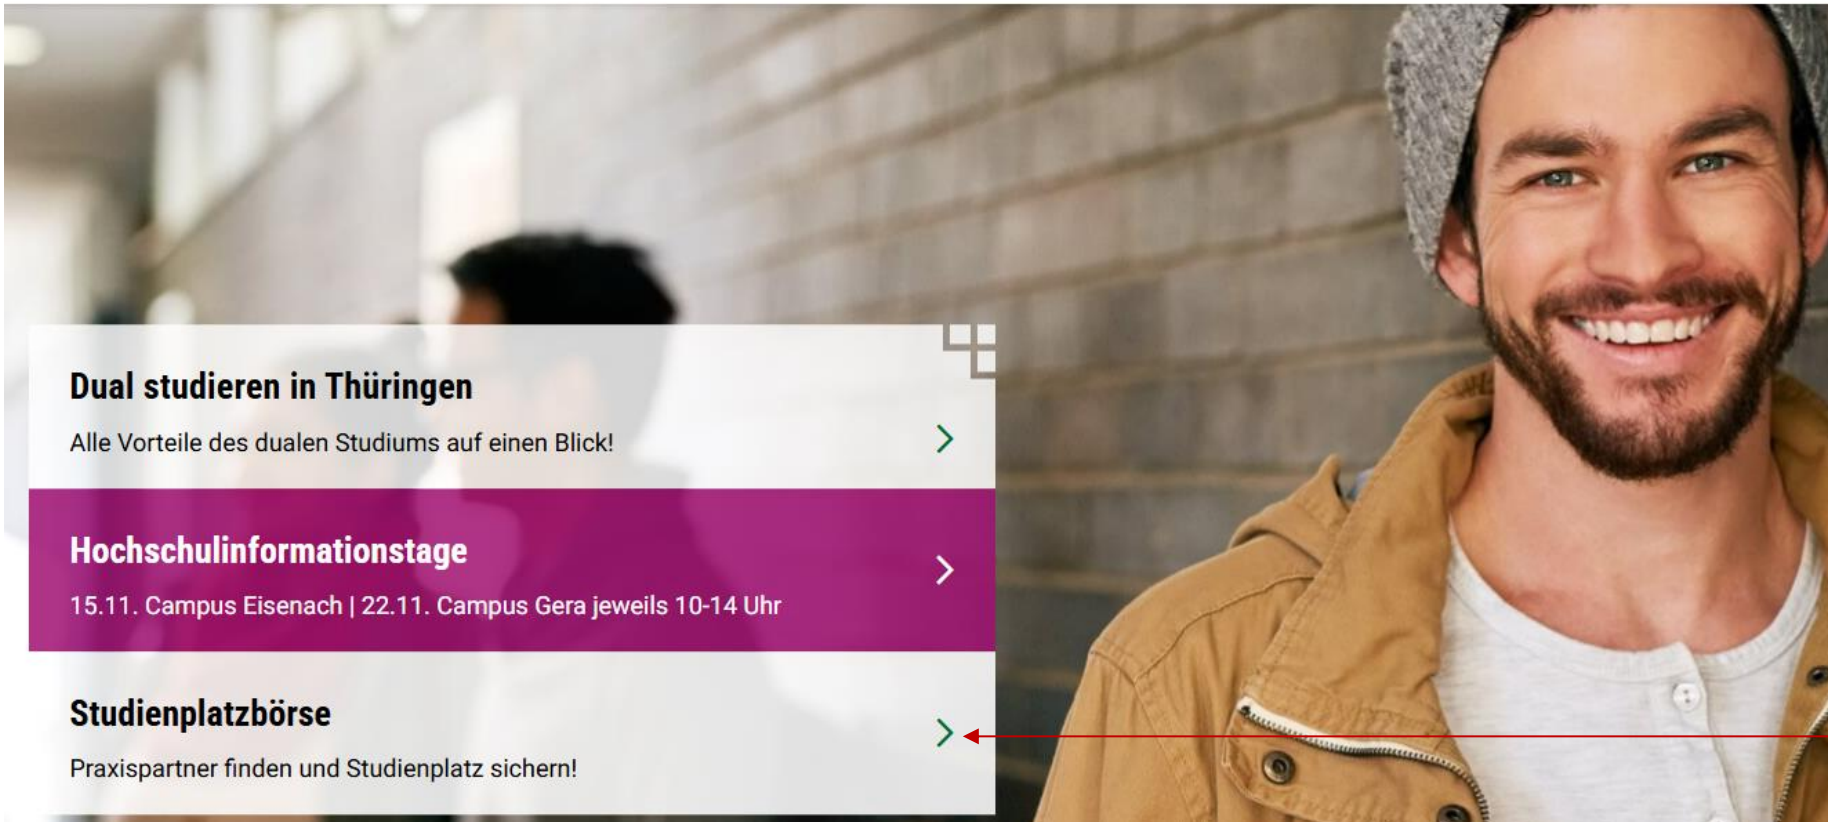 Dual studieren in Thüringen
Alle Vorteile des dualen Studiums auf einen Blick!
Hochschulinformationstage
15.11. Campus Eisenach | 22.11. Campus Gera jeweils 10-14 Uhr
Studienplatzbörse
Praxispartner finden und Studienplatz sichern!